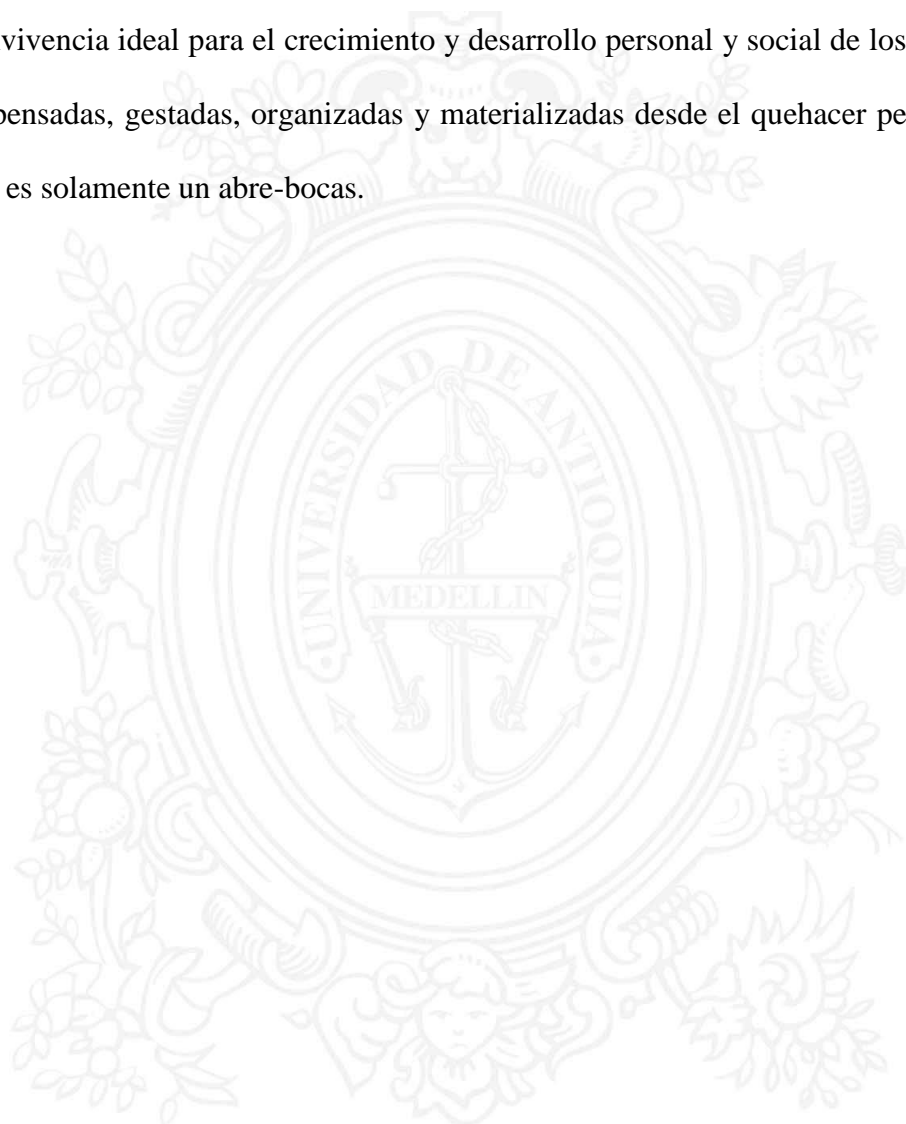 vivencia ideal para el crecimiento y desarrollo personal y social de los
pensadas, gestadas, organizadas y materializadas desde el quehacer pe
es solamente un abre-bocas.
UNIVERSIDAD DE ANTIOQUIA
MEDELLIN